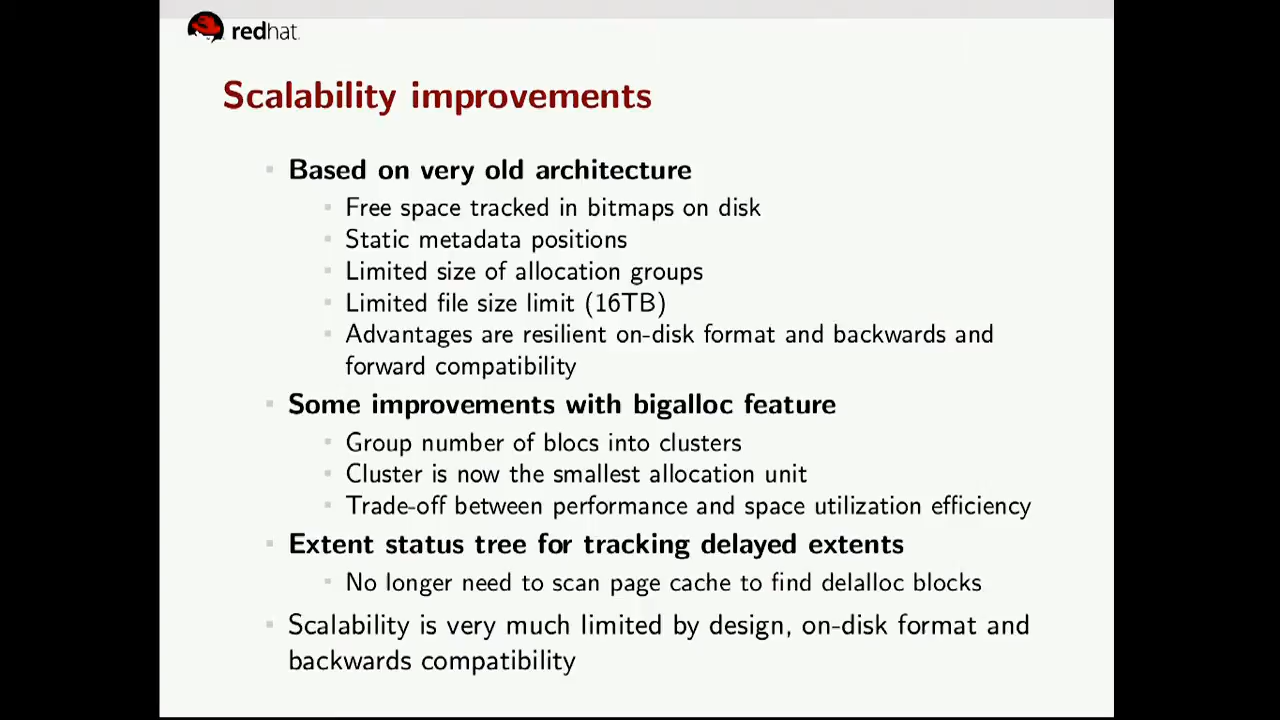 redhat.
Scalability improvements
Based on very old architecture
Free space tracked in bitmaps on disk
Static metadata positions
Limited size of allocation groups
Limited file size limit (16TB)
Advantages are resilient on-disk format and backwards and
forward compatibility
Some improvements with bigalloc feature
Group number of blocs into clusters
Cluster is now the smallest allocation unit
Trade-off between performance and space utilization efficiency
Extent status tree for tracking delayed extents
No longer need to scan page cache to find delalloc blocks
Scalability is very much limited by design, on-disk format and
backwards compatibility